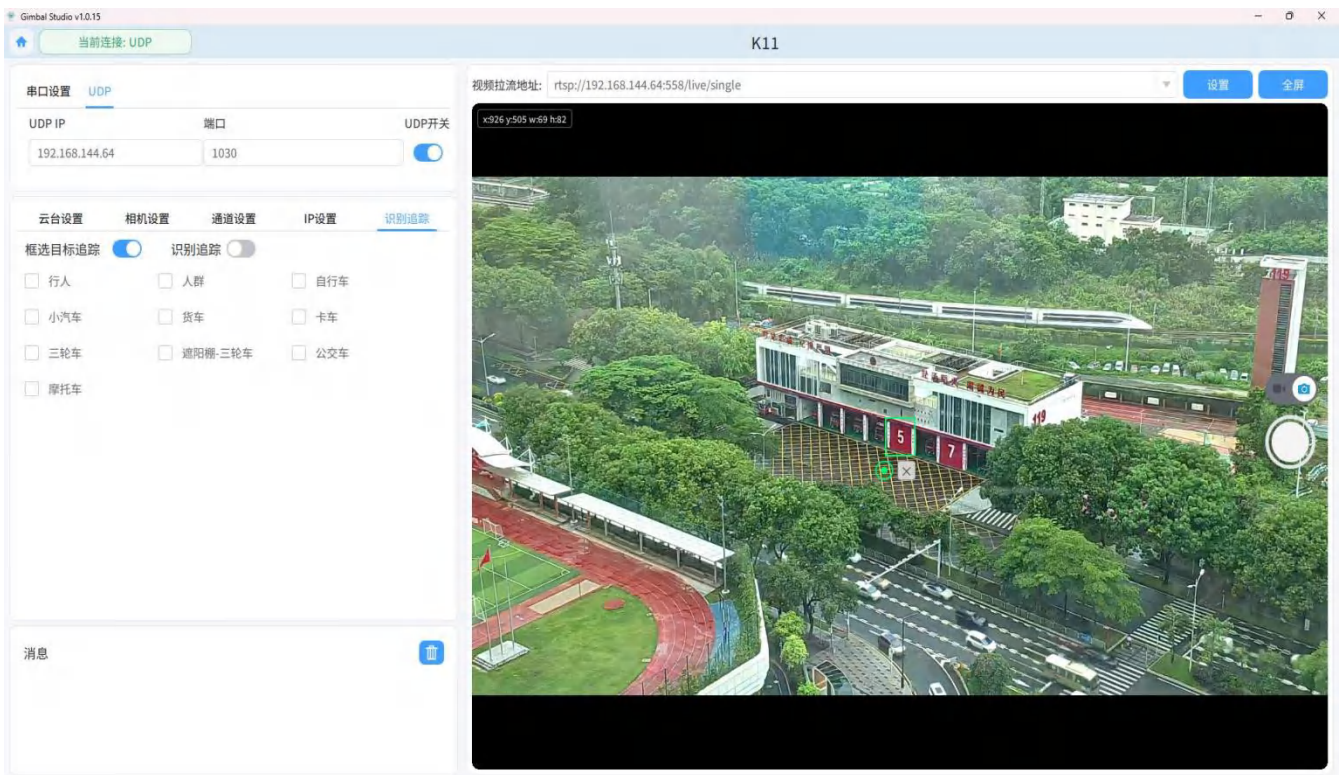 Gimbal Studio v1.0.15
当前连接: UDP
K11
串口设置 UDP
UDP IP 端口 UDP开关
192.168.144.64 1030
云台设置 相机设置 通道设置 IP设置 识别追踪
框选目标追踪 识别追踪
行人 人群 自行车
小汽车 货车 卡车
三轮车 遮阳棚-三轮车 公交车
摩托车
消息
视频拉流地址: rtsp://192.168.144.64:558/live/single 设置 全屏
x:926 y:505 w:69 h:82
119
119
5
7